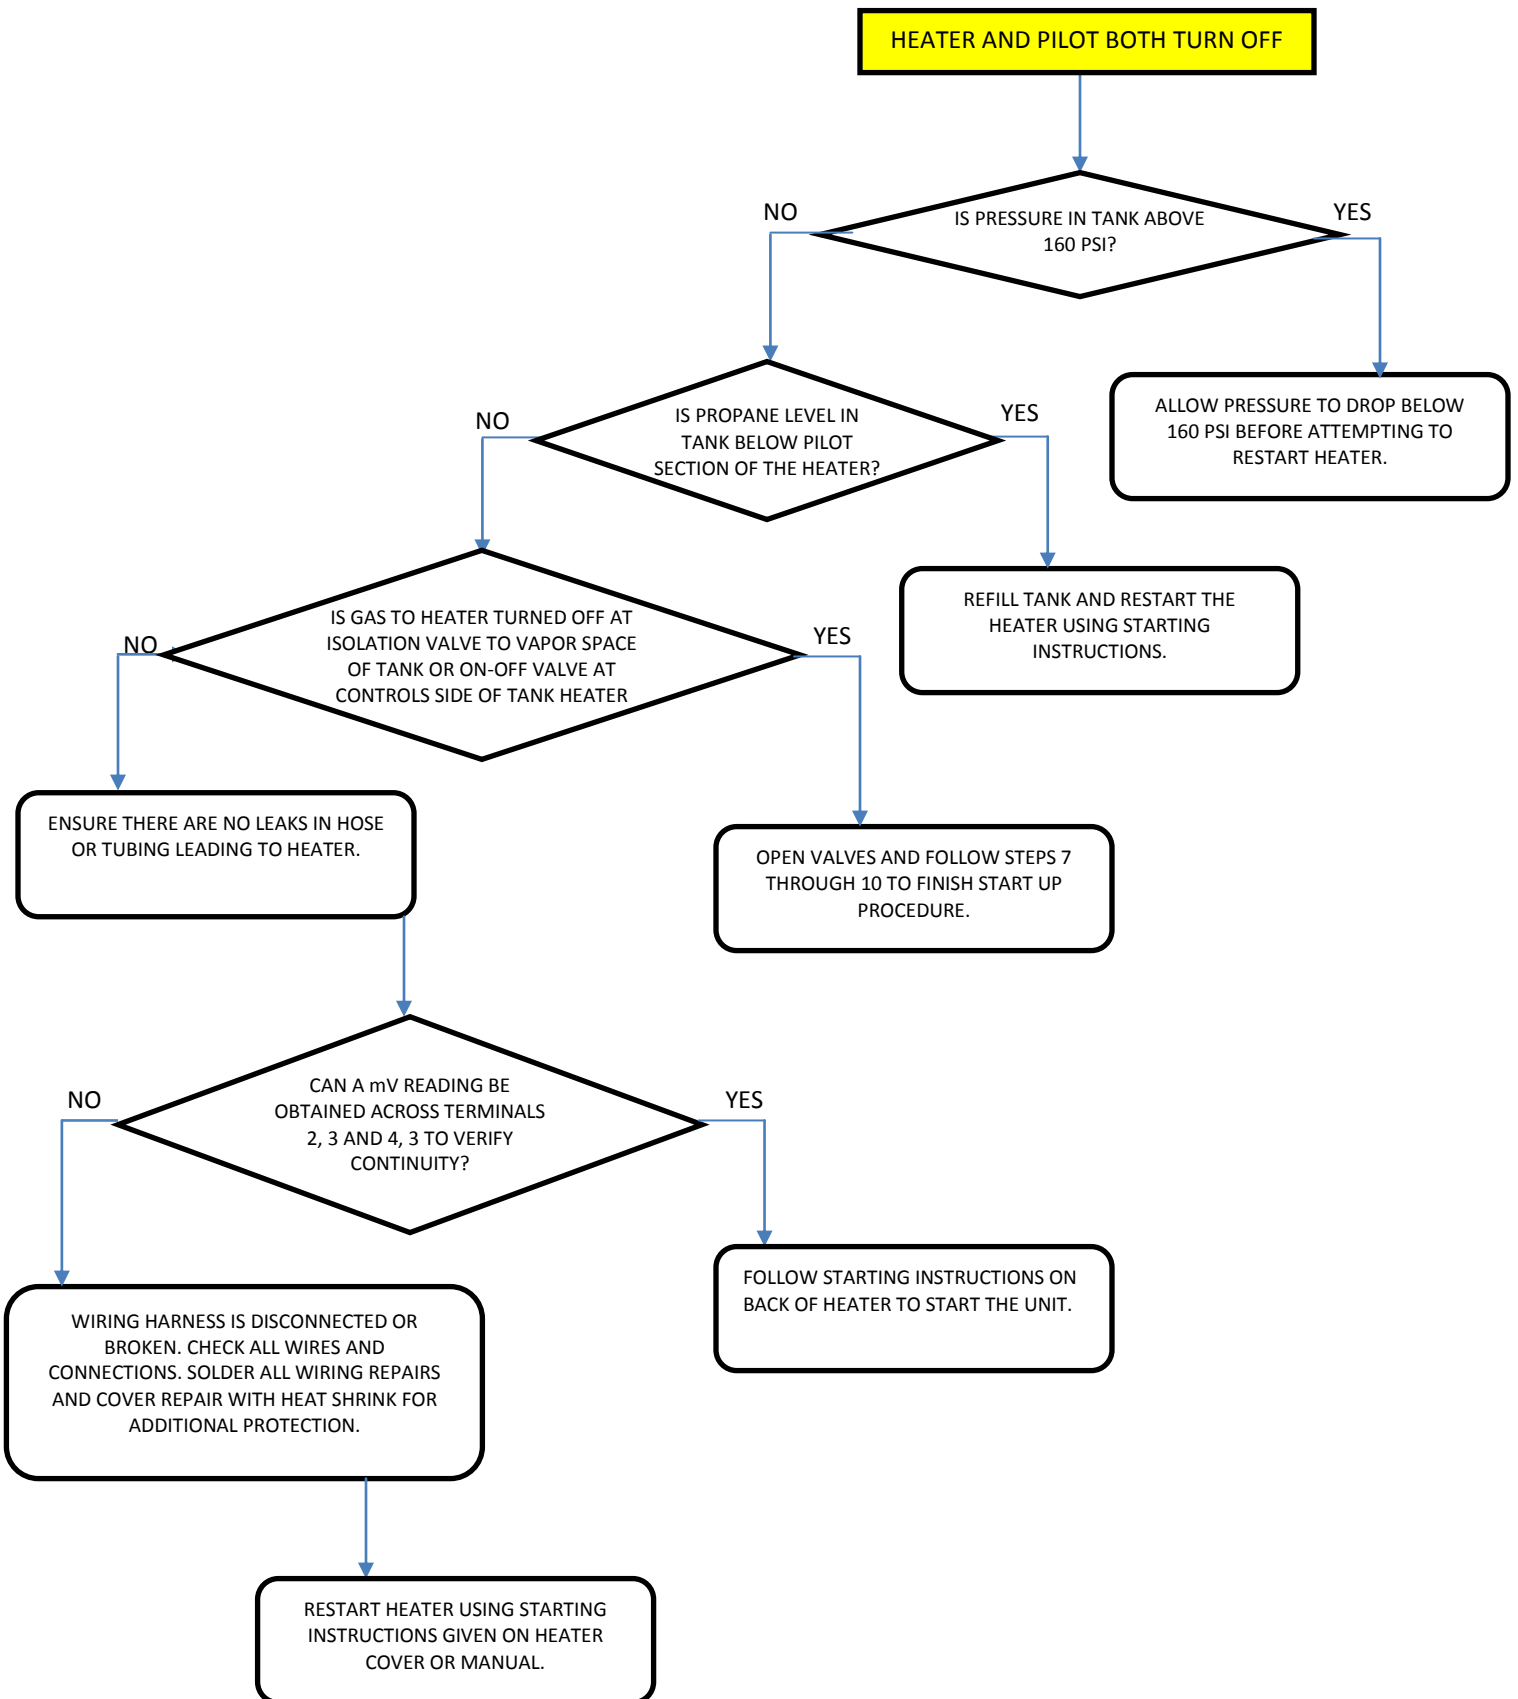 HEATER AND PILOT BOTH TURN OFF
NO
YES
IS PRESSURE IN TANK ABOVE
160 PSI?
ALLOW PRESSURE TO DROP BELOW
160 PSI BEFORE ATTEMPTING TO
RESTART HEATER.
NO
YES
IS PROPANE LEVEL IN
TANK BELOW PILOT
SECTION OF THE HEATER?
REFILL TANK AND RESTART THE
HEATER USING STARTING
INSTRUCTIONS.
NO
YES
IS GAS TO HEATER TURNED OFF AT
ISOLATION VALVE TO VAPOR SPACE
OF TANK OR ON-OFF VALVE AT
CONTROLS SIDE OF TANK HEATER
ENSURE THERE ARE NO LEAKS IN HOSE
OR TUBING LEADING TO HEATER.
OPEN VALVES AND FOLLOW STEPS 7
THROUGH 10 TO FINISH START UP
PROCEDURE.
NO
YES
CAN A mV READING BE
OBTAINED ACROSS TERMINALS
2, 3 AND 4, 3 TO VERIFY
CONTINUITY?
FOLLOW STARTING INSTRUCTIONS ON
BACK OF HEATER TO START THE UNIT.
WIRING HARNESS IS DISCONNECTED OR
BROKEN. CHECK ALL WIRES AND
CONNECTIONS. SOLDER ALL WIRING REPAIRS
AND COVER REPAIR WITH HEAT SHRINK FOR
ADDITIONAL PROTECTION.
RESTART HEATER USING STARTING
INSTRUCTIONS GIVEN ON HEATER
COVER OR MANUAL.